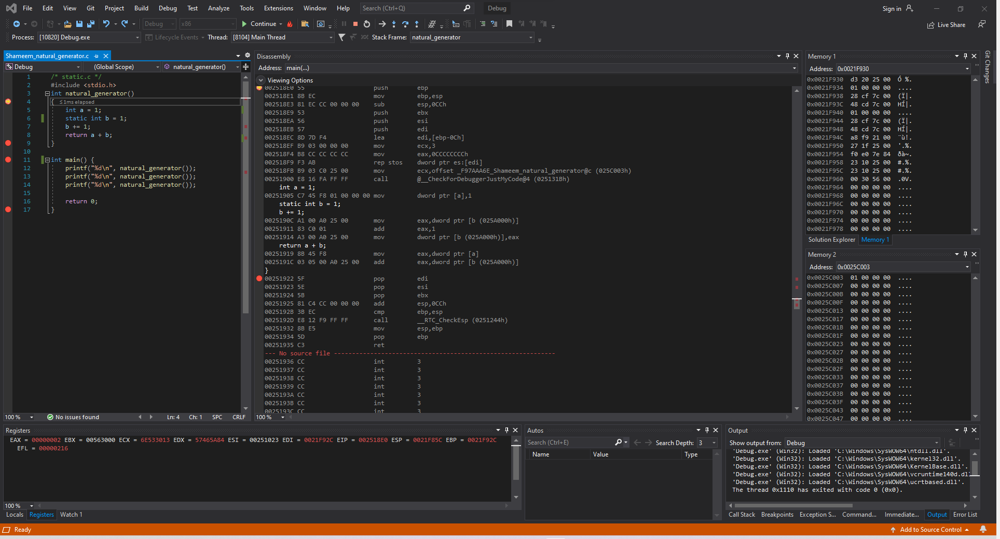 File Edit View Git Project Build Debug Test Analyze Tools Extensions Window Help Search (Ctrl+Q) Debug Sign in
Debug x86 Continue Live Share
Process: [10820] Debug.exe Lifecycle Events Thread: [8104] Main Thread Stack Frame: natural_generator
Shameem_natural_generator.c
Debug (Global Scope) natural_generator()
1 /* static.c */
2 #include <stdio.h>
3 int natural_generator()
4 { ≤1ms elapsed
5 int a = 1;
6 static int b = 1;
7 b += 1;
8 return a + b;
9 }
10
11 int main() {
12 printf("%d\n", natural_generator());
13 printf("%d\n", natural_generator());
14 printf("%d\n", natural_generator());
15
16 return 0;
17 }
100 % No issues found Ln: 4 Ch: 1 SPC CRLF
Disassembly
Address: main(...)
Viewing Options
002518E0 55 push ebp
002518E1 8B EC mov ebp,esp
002518E3 81 EC CC 00 00 00 sub esp,0CCh
002518E9 53 push ebx
002518EA 56 push esi
002518EB 57 push edi
002518EC 8D 7D F4 lea edi,[ebp-0Ch]
002518EF B9 03 00 00 00 mov ecx,3
002518F4 B8 CC CC CC CC mov eax,0CCCCCCCCh
002518F9 F3 AB rep stos dword ptr es:[edi]
002518FB B9 03 C0 25 00 mov ecx,offset _F97AAA6E_Shameem_natural_generator@c (025C003h)
00251900 E8 16 FA FF FF call @__CheckForDebuggerJustMyCode@4 (025131Bh)
int a = 1;
00251905 C7 45 F8 01 00 00 00 mov dword ptr [a],1
static int b = 1;
b += 1;
0025190C A1 00 A0 25 00 mov eax,dword ptr [b (025A000h)]
00251911 83 C0 01 add eax,1
00251914 A3 00 A0 25 00 mov dword ptr [b (025A000h)],eax
return a + b;
00251919 8B 45 F8 mov eax,dword ptr [a]
0025191C 03 05 00 A0 25 00 add eax,dword ptr [b (025A000h)]
}
00251922 5F pop edi
00251923 5E pop esi
00251924 5B pop ebx
00251925 81 C4 CC 00 00 00 add esp,0CCh
0025192B 3B EC cmp ebp,esp
0025192D E8 12 F9 FF FF call __RTC_CheckEsp (0251244h)
00251932 8B E5 mov esp,ebp
00251934 5D pop ebp
00251935 C3 ret
--- No source file -------------------------------------------------------------
00251936 CC int 3
00251937 CC int 3
00251938 CC int 3
00251939 CC int 3
0025193A CC int 3
0025193B CC int 3
0025193C CC int 3
100 %
Memory 1
Address: 0x0021F930
0x0021F930 d3 20 25 00 Ó %.
0x0021F934 01 00 00 00 ....
0x0021F938 28 cf 7c 00 (Ï|.
0x0021F93C 48 cd 7c 00 HÍ|.
0x0021F940 01 00 00 00 ....
0x0021F944 28 cf 7c 00 (Ï|.
0x0021F948 48 cd 7c 00 HÍ|.
0x0021F94C a8 f9 21 00 ¨ù!.
0x0021F950 27 1f 25 00 '.%.
0x0021F954 f0 e0 7e 84 ðà~.
0x0021F958 23 10 25 00 #.%.
0x0021F95C 23 10 25 00 #.%.
0x0021F960 00 30 56 00 .0V.
0x0021F964 00 00 00 00 ....
0x0021F968 00 00 00 00 ....
0x0021F96C 00 00 00 00 ....
0x0021F970 00 00 00 00 ....
0x0021F974 00 00 00 00 ....
0x0021F978 00 00 00 00 ....
Solution Explorer Memory 1
Git Changes
Memory 2
Address: 0x0025C003
0x0025C003 01 00 00 00 ....
0x0025C007 00 00 00 00 ....
0x0025C00B 00 00 00 00 ....
0x0025C00F 00 00 00 00 ....
0x0025C013 00 00 00 00 ....
0x0025C017 00 00 00 00 ....
0x0025C01B 00 00 00 00 ....
0x0025C01F 00 00 00 00 ....
0x0025C023 00 00 00 00 ....
0x0025C027 00 00 00 00 ....
0x0025C02B 00 00 00 00 ....
0x0025C02F 00 00 00 00 ....
0x0025C033 00 00 00 00 ....
0x0025C037 00 00 00 00 ....
0x0025C03B 00 00 00 00 ....
0x0025C03F 00 00 00 00 ....
0x0025C043 00 00 00 00 ....
0x0025C047 00 00 00 00 ....
Registers
EAX = 00000002 EBX = 00563000 ECX = 6E533013 EDX = 57465A84 ESI = 00251023 EDI = 0021F92C EIP = 002518E0 ESP = 0021F85C EBP = 0021F92C
EFL = 00000216
100 %
Locals Registers Watch 1
Autos
Search (Ctrl+E) Search Depth: 3
Name Value Type
Output
Show output from: Debug
'Debug.exe' (Win32): Loaded 'C:\Windows\SysWOW64\ntdll.dll'.
'Debug.exe' (Win32): Loaded 'C:\Windows\SysWOW64\kernel32.dll'.
'Debug.exe' (Win32): Loaded 'C:\Windows\SysWOW64\KernelBase.dll'.
'Debug.exe' (Win32): Loaded 'C:\Windows\SysWOW64\vcruntime140d.dll
'Debug.exe' (Win32): Loaded 'C:\Windows\SysWOW64\ucrtbased.dll'.
The thread 0x1110 has exited with code 0 (0x0).
Call Stack Breakpoints Exception S... Command... Immediate... Output Error List
Ready Add to Source Control